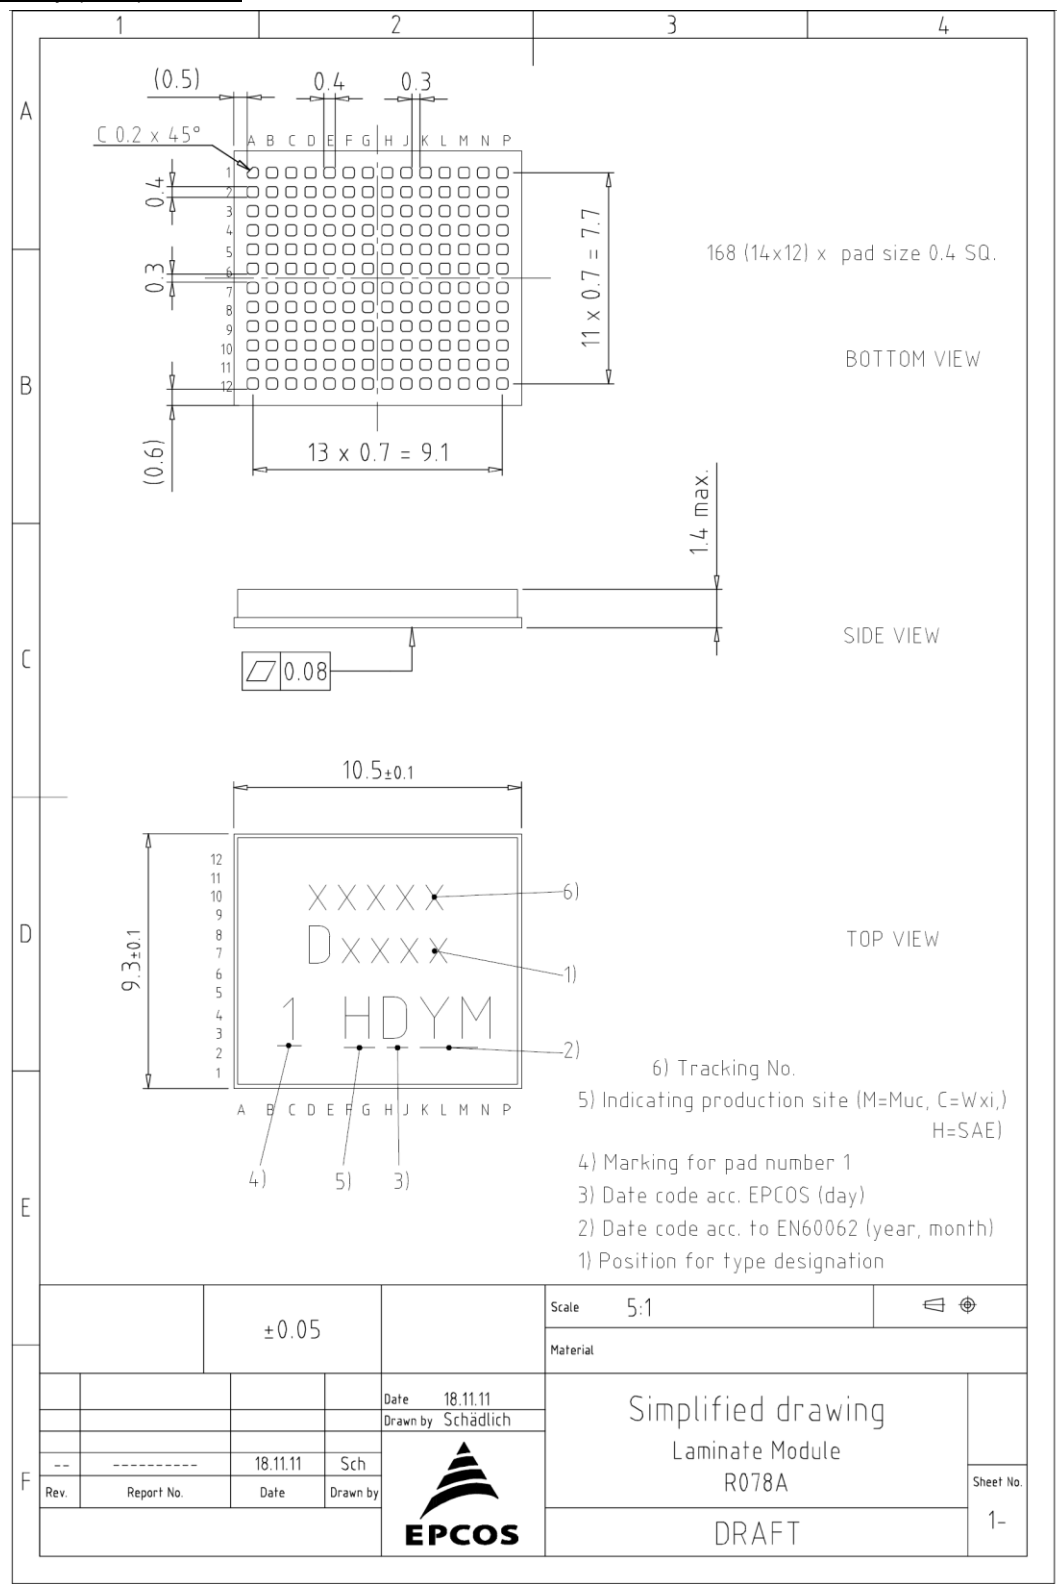 1 2 3 4
A
B
C
D
E
F
(0.5) 0.4 0.3
C 0.2 x 45°
A B C D E F G H J K L M N P
1
2
3
4
5
6
7
8
9
10
11
12
0.4
0.3
(0.6)
11 x 0.7 = 7.7
13 x 0.7 = 9.1
168 (14x12) x pad size 0.4 SQ.
BOTTOM VIEW
1.4 max.
SIDE VIEW
0.08
10.5±0.1
9.3±0.1
12
11
10
9
8
7
6
5
4
3
2
1
XXXXX
DXXXX
1 HDYM
6)
1)
2)
A B C D E F G H J K L M N P
4) 5) 3)
TOP VIEW
6) Tracking No.
5) Indicating production site (M=Muc, C=Wxi,)
H=SAE)
4) Marking for pad number 1
3) Date code acc. EPCOS (day)
2) Date code acc. to EN60062 (year, month)
1) Position for type designation
±0.05
Scale 5:1
Material
Date 18.11.11
Drawn by Schädlich
-- ---------- 18.11.11 Sch
Rev. Report No. Date Drawn by
EPCOS
Simplified drawing
Laminate Module
R078A
DRAFT
Sheet No.
1-